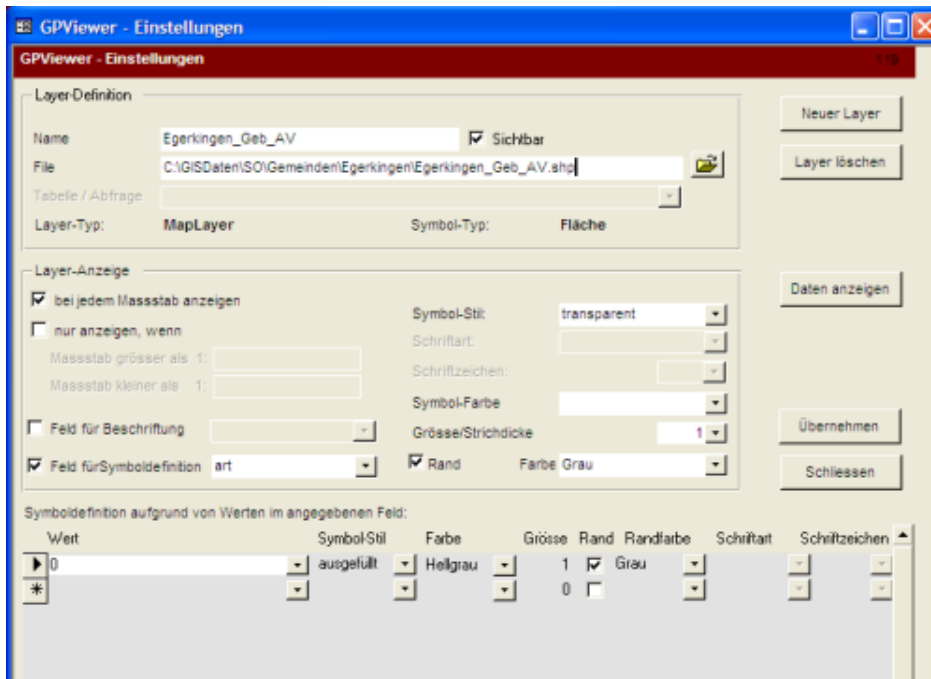 GPViewer - Einstellungen
GPViewer - Einstellungen 119
Layer-Definition
Neuer Layer
Name Egerkingen_Geb_AV Sichtbar
File C:\GISDaten\SO\Gemeinden\Egerkingen\Egerkingen_Geb_AV.shp
Layer löschen
Tabelle / Abfrage
Layer-Typ: MapLayer Symbol-Typ: Fläche
Layer-Anzeige
Daten anzeigen
bei jedem Massstab anzeigen
Symbol-Stil: transparent
nur anzeigen, wenn
Schriftart:
Massstab grösser als 1:
Schriftzeichen:
Massstab kleiner als 1:
Symbol-Farbe
Feld für Beschriftung
Grösse/Strichdicke 1
Übernehmen
Feld fürSymboldefinition art
Rand Farbe Grau
Schliessen
Symboldefinition aufgrund von Werten im angegebenen Feld:
Wert Symbol-Stil Farbe Grösse Rand Randfarbe Schriftart Schriftzeichen
0 ausgefüllt Hellgrau 1 Grau
0